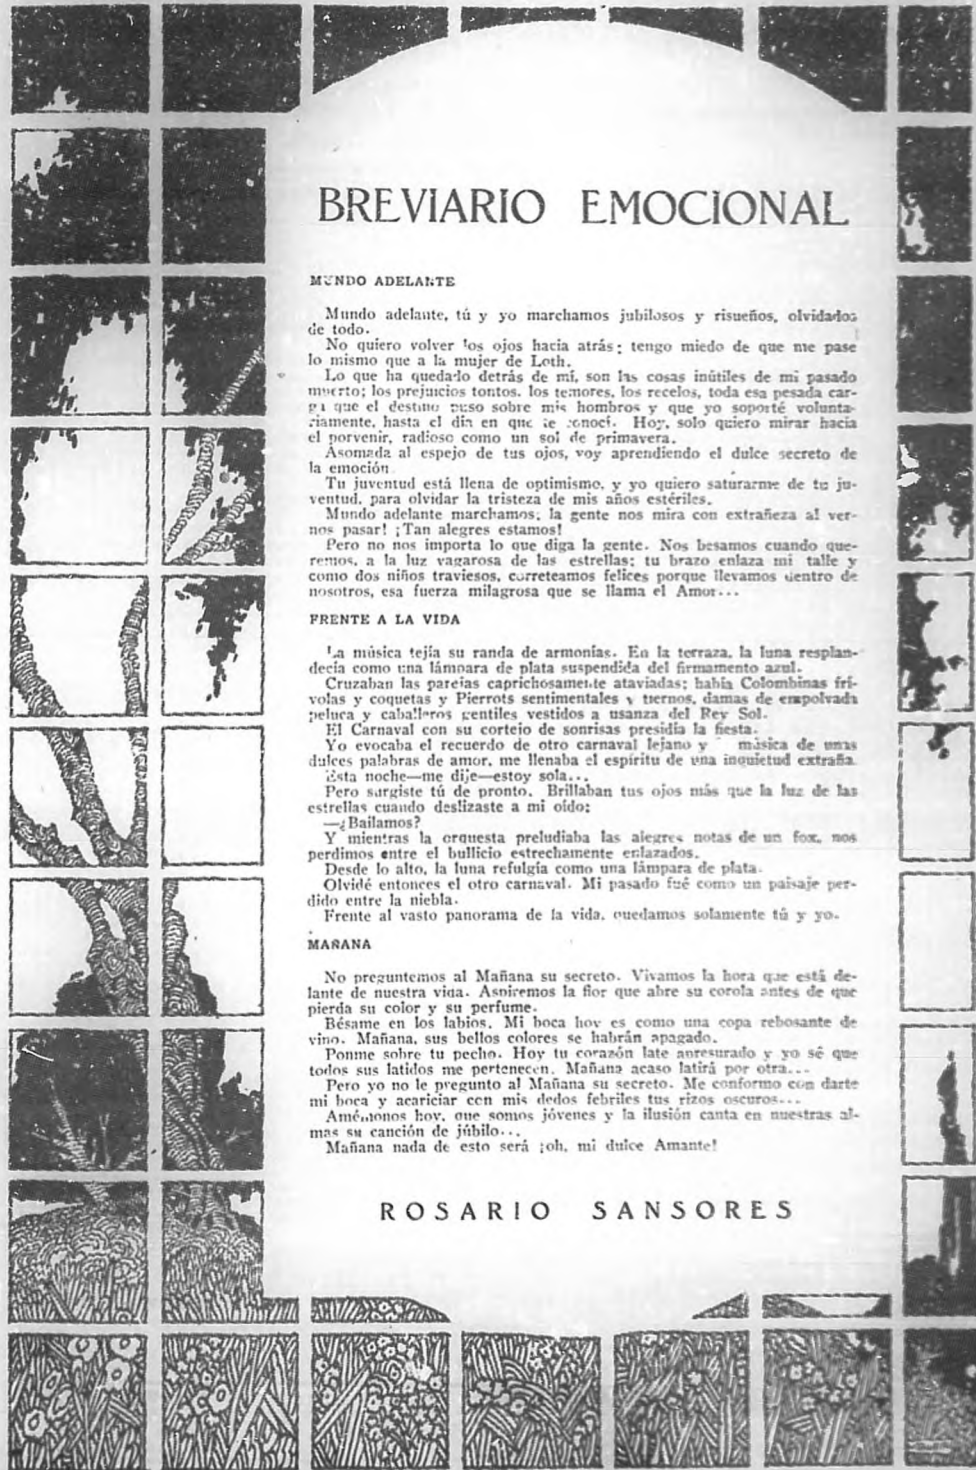 BREVIARIO EMOCIONAL
MUNDO ADELANTE
Mundo adelante, tú y yo marchamos jubilosos y risueños, olvidados
de todo.
No quiero volver los ojos hacia atrás; tengo miedo de que me pase
lo mismo que a la mujer de Loth.
Lo que ha quedado detrás de mí, son las cosas inútiles de mi pasado
muerto; los prejuicios tontos, los temores, los recelos, toda esa pesada car-
ga que el destino puso sobre mis hombros y que yo soporté volunta-
riamente, hasta el día en que te conocí. Hoy, solo quiero mirar hacia
el porvenir, radioso como un sol de primavera.
Asomada al espejo de tus ojos, voy aprendiendo el dulce secreto de
la emoción
Tu juventud está llena de optimismo, y yo quiero saturarme de tu ju-
ventud, para olvidar la tristeza de mis años estériles.
Mundo adelante marchamos; la gente nos mira con extrañeza al ver-
nos pasar! ¡Tan alegres estamos!
Pero no nos importa lo que diga la gente. Nos besamos cuando que-
remos, a la luz vagarosa de las estrellas; tu brazo enlaza mi talle y
como dos niños traviesos, correteamos felices porque llevamos dentro de
nosotros, esa fuerza milagrosa que se llama el Amor...
FRENTE A LA VIDA
La música tejía su randa de armonías. En la terraza, la luna resplan-
decía como una lámpara de plata suspendida del firmamento azul.
Cruzaban las parejas caprichosamente ataviadas; había Colombinas frí-
volas y coquetas y Pierrots sentimentales y tiernos, damas de empolvada
peluca y caballeros gentiles vestidos a usanza del Rey Sol.
El Carnaval con su cortejo de sonrisas presidía la fiesta.
Yo evocaba el recuerdo de otro carnaval lejano y música de unas
dulces palabras de amor, me llenaba el espíritu de una inquietud extraña.
Esta noche—me dije—estoy sola...
Pero surgiste tú de pronto. Brillaban tus ojos más que la luz de las
estrellas cuando deslizaste a mi oído:
—¿Bailamos?
Y mientras la orquesta preludiaba las alegres notas de un fox, nos
perdimos entre el bullicio estrechamente enlazados.
Desde lo alto, la luna refulgía como una lámpara de plata.
Olvidé entonces el otro carnaval. Mi pasado fué como un paisaje per-
dido entre la niebla.
Frente al vasto panorama de la vida, quedamos solamente tú y yo.
MAÑANA
No preguntemos al Mañana su secreto. Vivamos la hora que está de-
lante de nuestra vida. Aspiremos la flor que abre su corola antes de que
pierda su color y su perfume.
Bésame en los labios. Mi boca hoy es como una copa rebosante de
vino. Mañana, sus bellos colores se habrán apagado.
Ponme sobre tu pecho. Hoy tu corazón late apresurado y yo sé que
todos sus latidos me pertenecen. Mañana acaso latirá por otra...
Pero yo no le pregunto al Mañana su secreto. Me conformo con darte
mi boca y acariciar con mis dedos febriles tus rizos oscuros...
Amémonos hoy, que somos jóvenes y la ilusión canta en nuestras al-
mas su canción de júbilo...
Mañana nada de esto será ¡oh, mi dulce Amante!
ROSARIO SANSORES